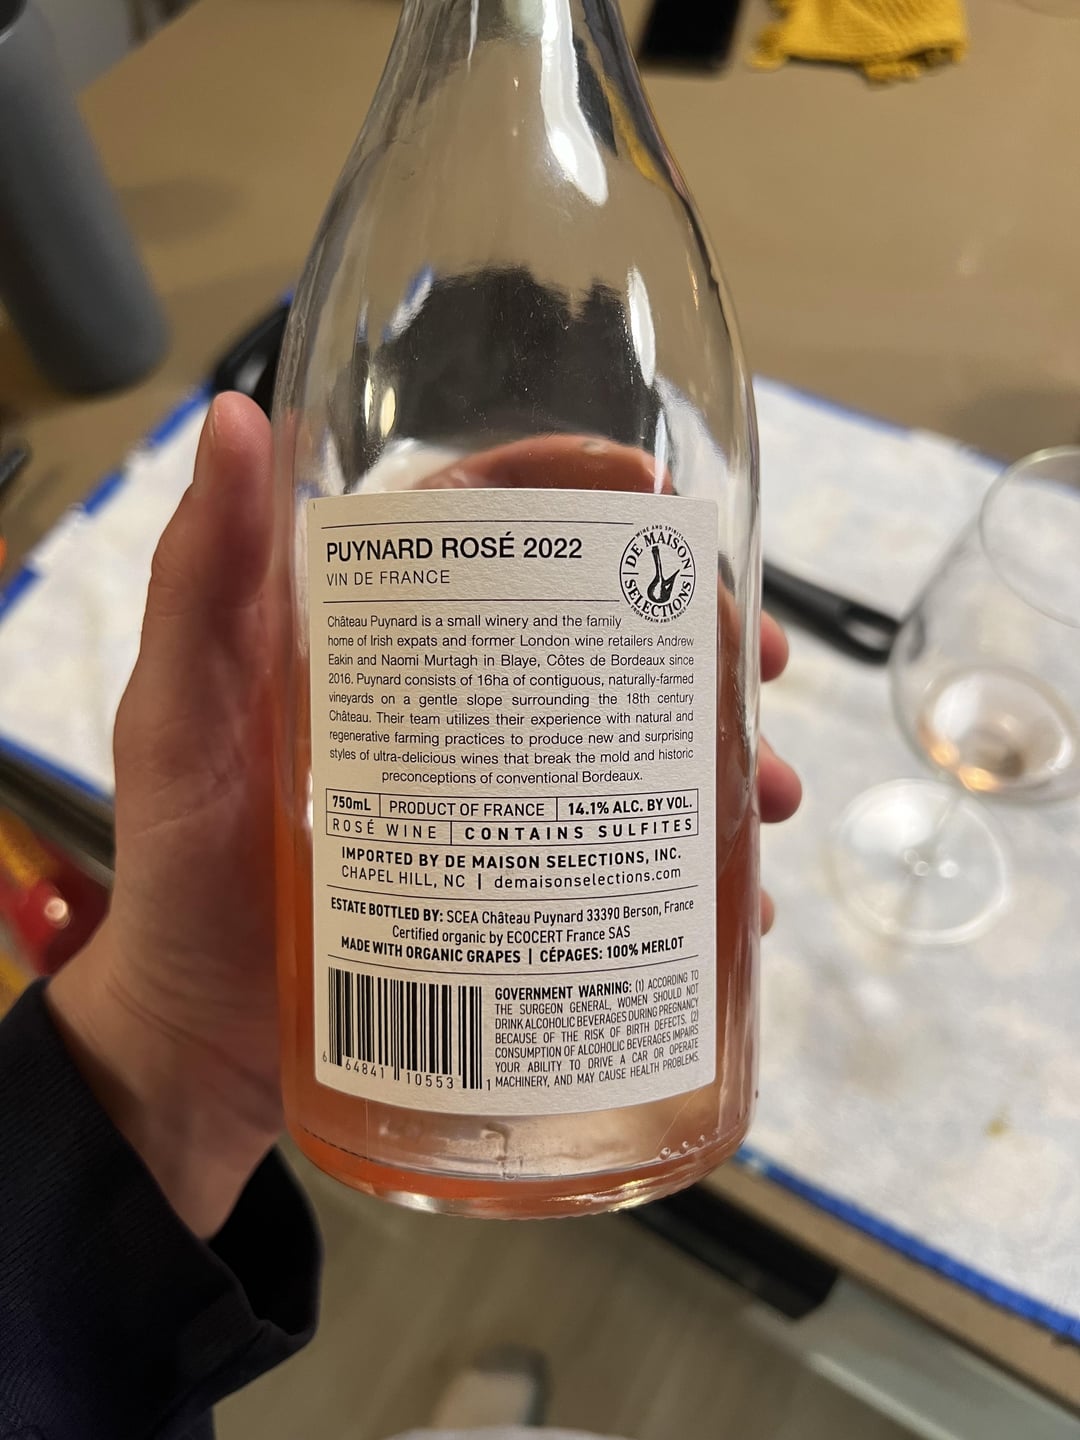 PUYNARD ROSÉ 2022
VIN DE FRANCE
WINE AND SPIRITS
DE MAISON
SELECTIONS
FROM SPAIN AND FRANCE
Château Puynard is a small winery and the family
home of Irish expats and former London wine retailers Andrew
Eakin and Naomi Murtagh in Blaye, Côtes de Bordeaux since
2016. Puynard consists of 16ha of contiguous, naturally-farmed
vineyards on a gentle slope surrounding the 18th century
Château. Their team utilizes their experience with natural and
regenerative farming practices to produce new and surprising
styles of ultra-delicious wines that break the mold and historic
preconceptions of conventional Bordeaux.
750mL | PRODUCT OF FRANCE | 14.1% ALC. BY VOL.
ROSÉ WINE | CONTAINS SULFITES
IMPORTED BY DE MAISON SELECTIONS, INC.
CHAPEL HILL, NC | demaisonselections.com
ESTATE BOTTLED BY: SCEA Château Puynard 33390 Berson, France
Certified organic by ECOCERT France SAS
MADE WITH ORGANIC GRAPES | CÉPAGES: 100% MERLOT
GOVERNMENT WARNING: (1) ACCORDING TO
THE SURGEON GENERAL, WOMEN SHOULD NOT
DRINK ALCOHOLIC BEVERAGES DURING PREGNANCY
BECAUSE OF THE RISK OF BIRTH DEFECTS. (2)
CONSUMPTION OF ALCOHOLIC BEVERAGES IMPAIRS
YOUR ABILITY TO DRIVE A CAR OR OPERATE
MACHINERY, AND MAY CAUSE HEALTH PROBLEMS.
6 64841 10553 1